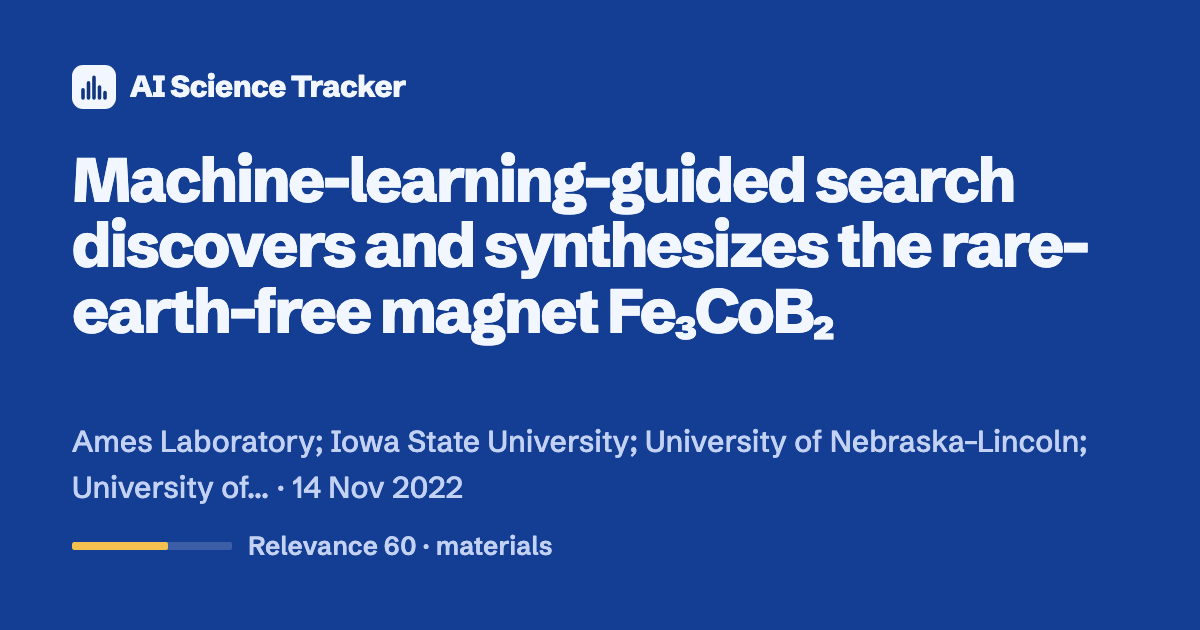 AI Science Tracker
Machine-learning-guided search
discovers and synthesizes the rare-
earth-free magnet Fe₃CoB₂
Ames Laboratory; Iowa State University; University of Nebraska-Lincoln;
University of... · 14 Nov 2022
Relevance 60 · materials